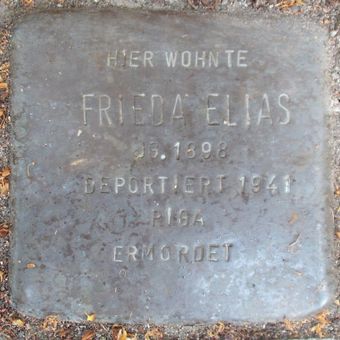 HIER WOHNTE
FRIEDA ELIAS
JG. 1898
DEPORTIERT 1941
RIGA
ERMORDET